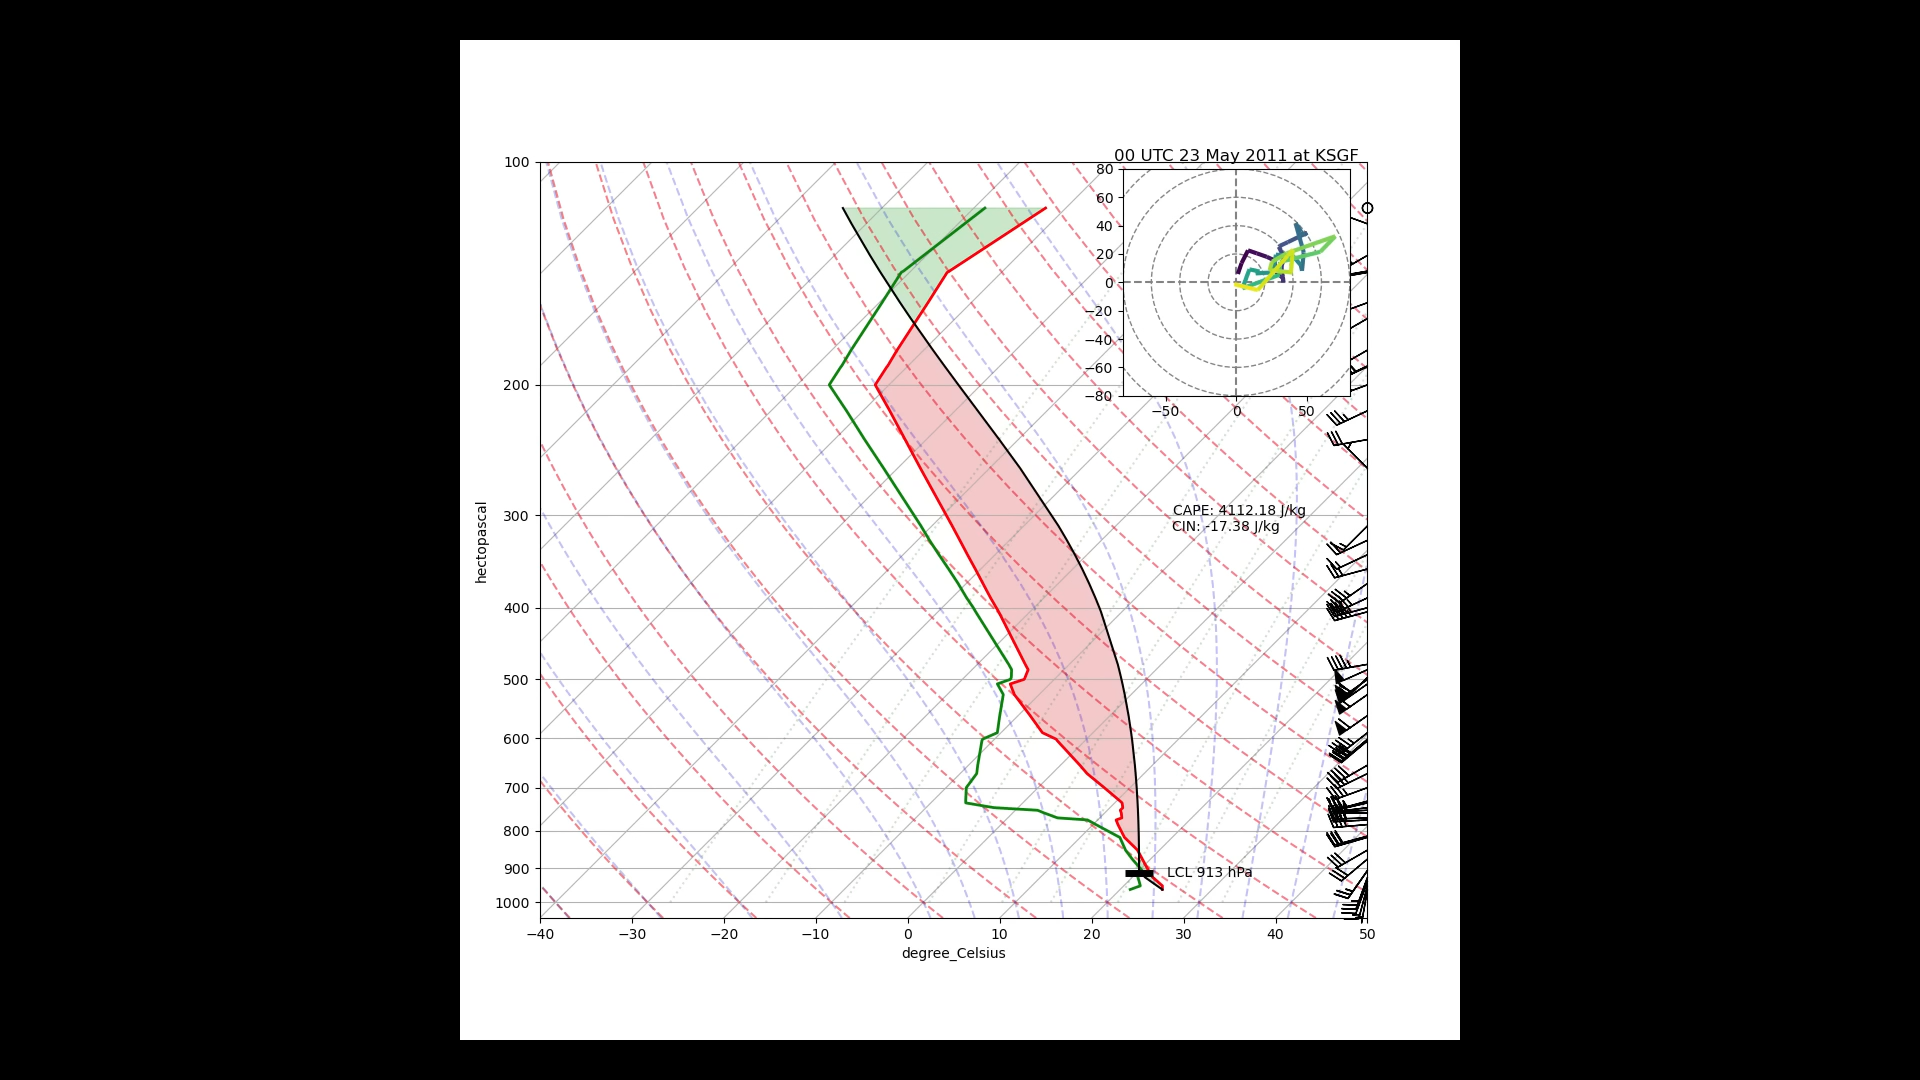 00 UTC 23 May 2011 at KSGF
80
60
40
20
0
−20
−40
−60
−80
−50 0 50
100
200
300
400
500
600
700
800
900
1000
hectopascal
CAPE: 4112.18 J/kg
CIN: -17.38 J/kg
LCL 913 hPa
−40 −30 −20 −10 0 10 20 30 40 50
degree_Celsius